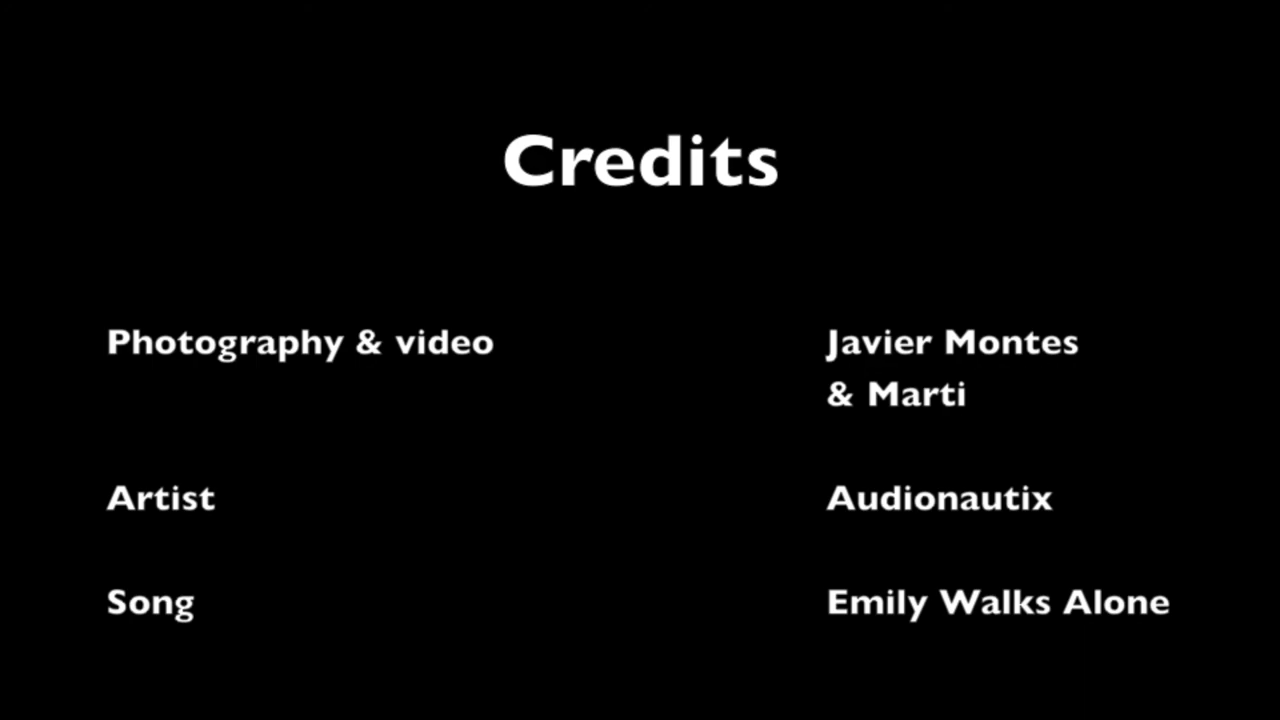 Credits
Photography & video
Javier Montes
& Marti
Artist
Audionautix
Song
Emily Walks Alone